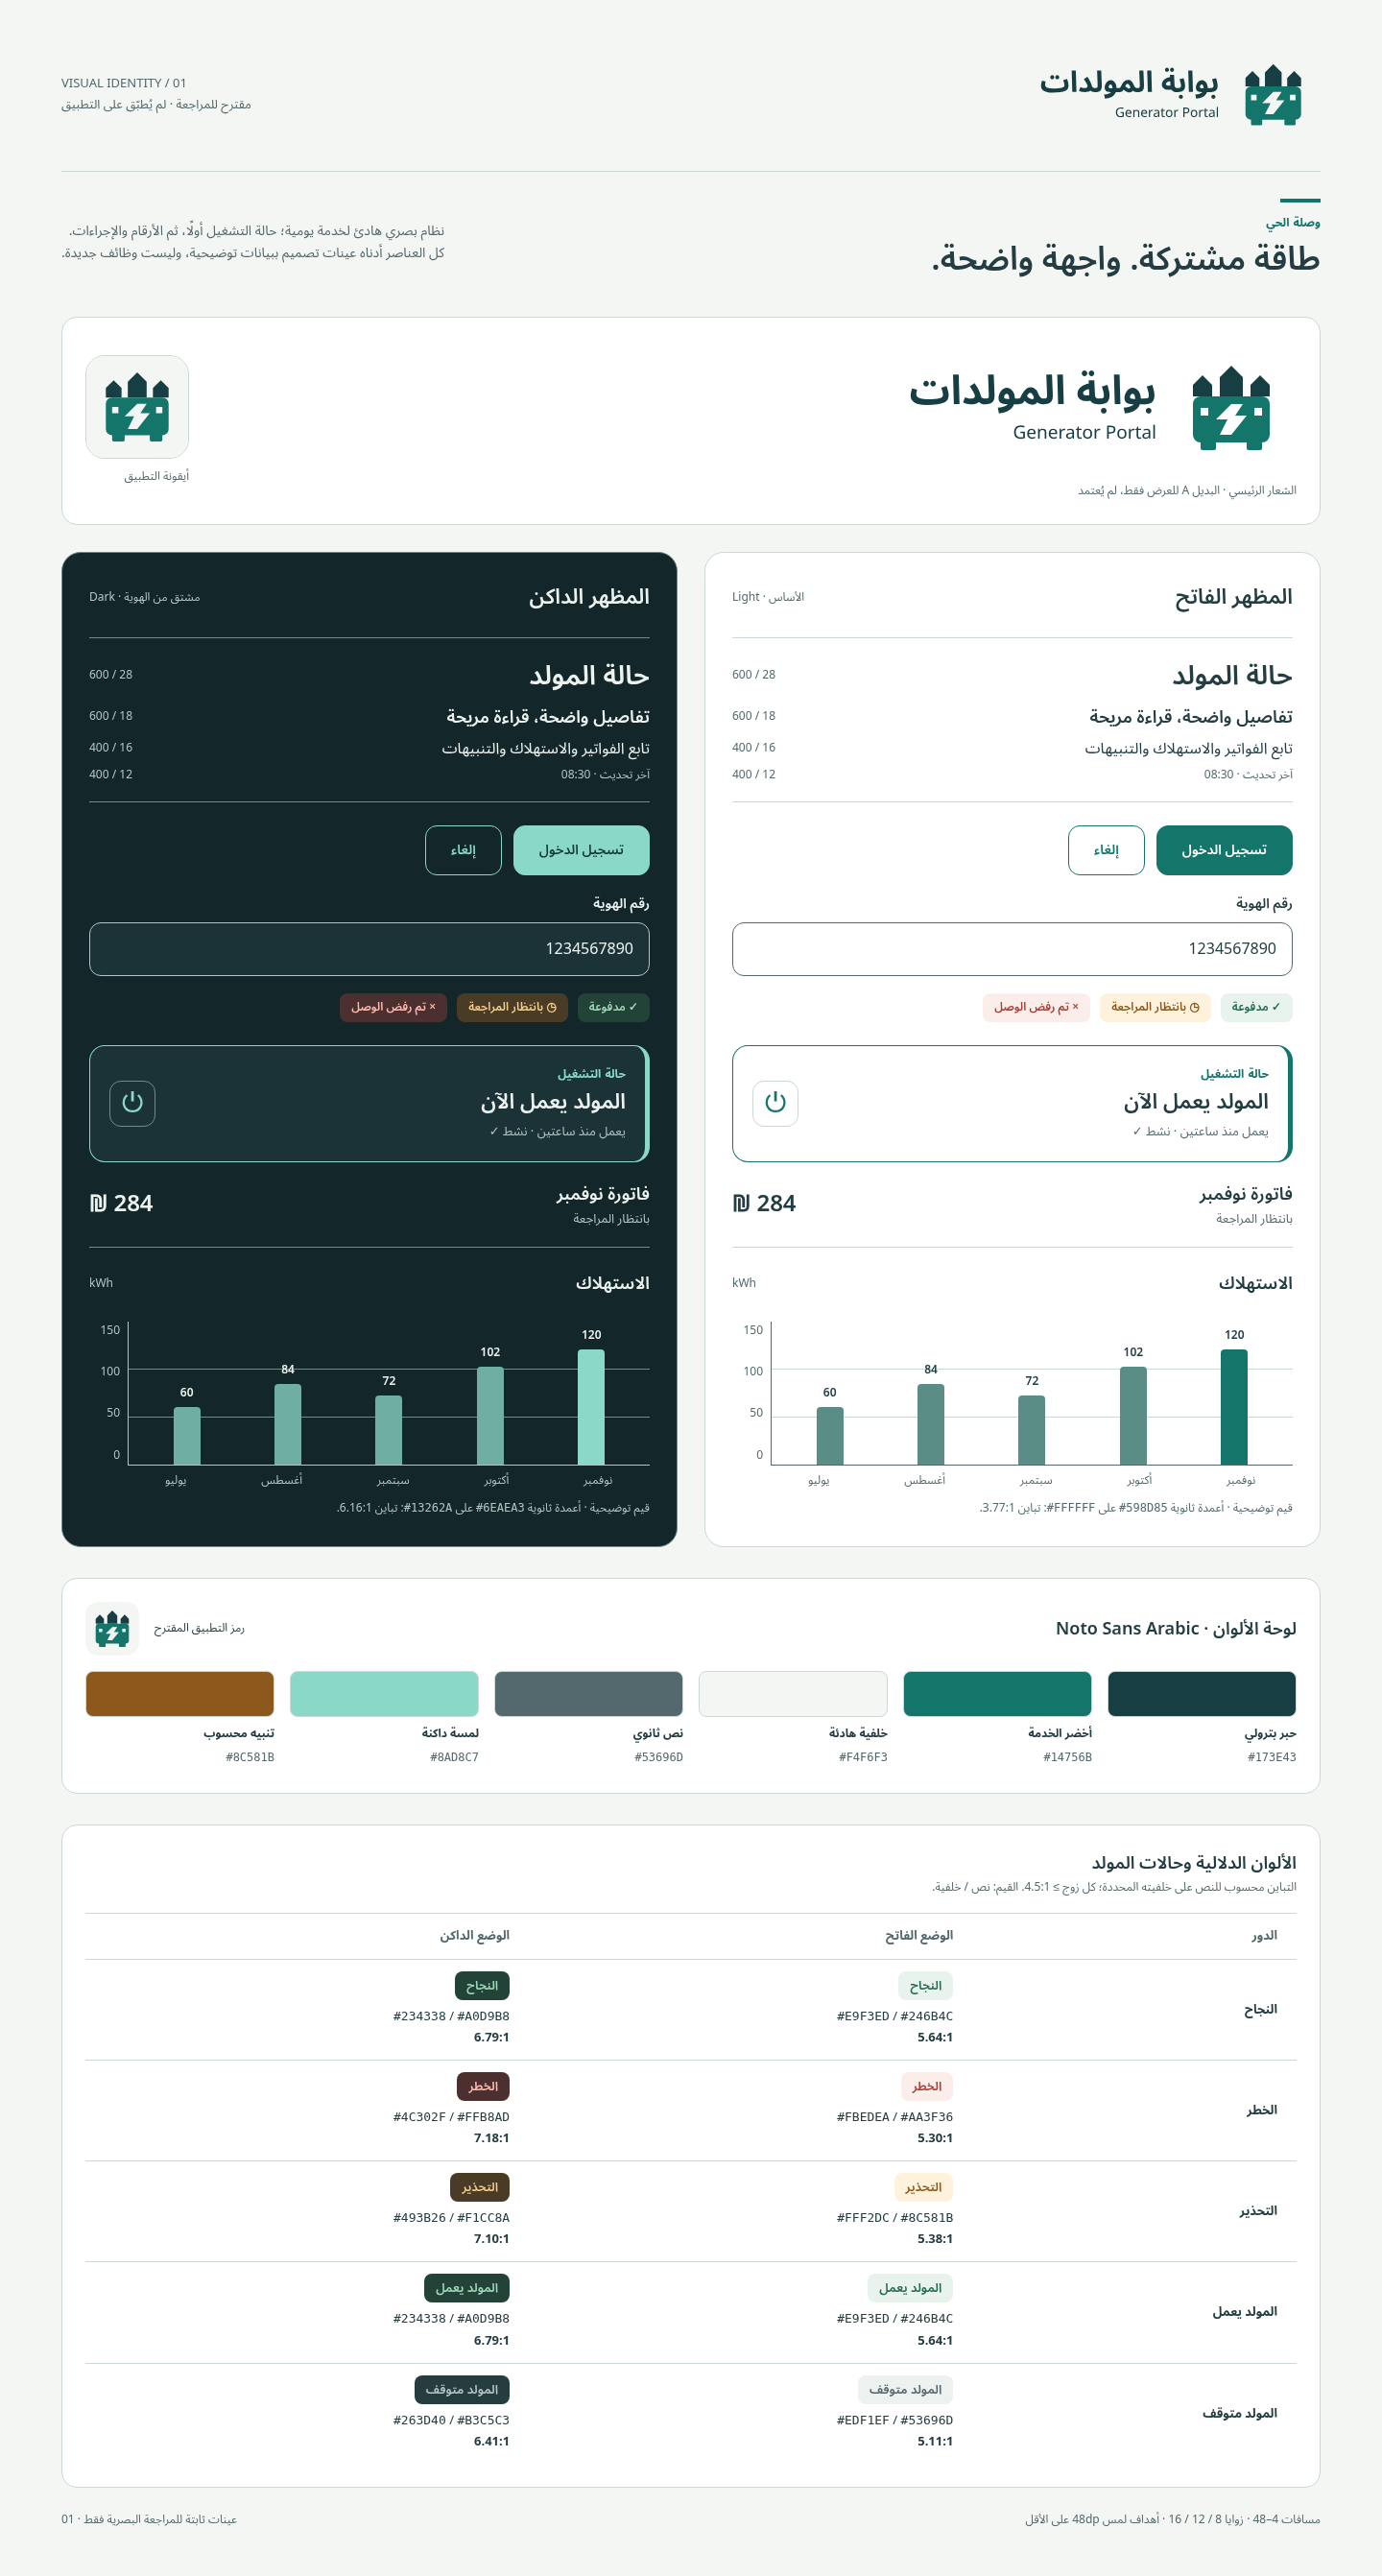 بوابة المولدات
Generator Portal
VISUAL IDENTITY / 01
مقترح للمراجعة · لم يُطبّق على التطبيق
وصلة الحي
طاقة مشتركة. واجهة واضحة.
نظام بصري هادئ لخدمة يومية؛ حالة التشغيل أولًا، ثم الأرقام والإجراءات.
كل العناصر أدناه عينات تصميم ببيانات توضيحية، وليست وظائف جديدة.
بوابة المولدات
Generator Portal
الشعار الرئيسي · البديل A للعرض فقط، لم يُعتمد
أيقونة التطبيق
المظهر الفاتح
الأساس · Light
حالة المولد
600 / 28
تفاصيل واضحة، قراءة مريحة
600 / 18
تابع الفواتير والاستهلاك والتنبيهات
400 / 16
آخر تحديث · 08:30
400 / 12
تسجيل الدخول
إلغاء
رقم الهوية
1234567890
✓ مدفوعة
◷ بانتظار المراجعة
× تم رفض الوصل
حالة التشغيل
المولد يعمل الآن
يعمل منذ ساعتين · نشط ✓
فاتورة نوفمبر
₪ 284
بانتظار المراجعة
الاستهلاك
kWh
150
100
50
0
120
102
72
84
60
نوفمبر
أكتوبر
سبتمبر
أغسطس
يوليو
قيم توضيحية · أعمدة ثانوية #598D85 على #FFFFFF: تباين 3.77:1.
المظهر الداكن
مشتق من الهوية · Dark
حالة المولد
600 / 28
تفاصيل واضحة، قراءة مريحة
600 / 18
تابع الفواتير والاستهلاك والتنبيهات
400 / 16
آخر تحديث · 08:30
400 / 12
تسجيل الدخول
إلغاء
رقم الهوية
1234567890
✓ مدفوعة
◷ بانتظار المراجعة
× تم رفض الوصل
حالة التشغيل
المولد يعمل الآن
يعمل منذ ساعتين · نشط ✓
فاتورة نوفمبر
₪ 284
بانتظار المراجعة
الاستهلاك
kWh
150
100
50
0
120
102
72
84
60
نوفمبر
أكتوبر
سبتمبر
أغسطس
يوليو
قيم توضيحية · أعمدة ثانوية #6EAEA3 على #13262A: تباين 6.16:1.
لوحة الألوان · Noto Sans Arabic
رمز التطبيق المقترح
حبر بترولي
#173E43
أخضر الخدمة
#14756B
خلفية هادئة
#F4F6F3
نص ثانوي
#53696D
لمسة داكنة
#8AD8C7
تنبيه محسوب
#8C581B
الألوان الدلالية وحالات المولد
التباين محسوب للنص على خلفيته المحددة؛ كل زوج ≥ 4.5:1. القيم: نص / خلفية.
الدور
الوضع الفاتح
الوضع الداكن
النجاح
النجاح
#E9F3ED / #246B4C
5.64:1
النجاح
#234338 / #A0D9B8
6.79:1
الخطر
الخطر
#FBEDEA / #AA3F36
5.30:1
الخطر
#4C302F / #FFB8AD
7.18:1
التحذير
التحذير
#FFF2DC / #8C581B
5.38:1
التحذير
#493B26 / #F1CC8A
7.10:1
المولد يعمل
المولد يعمل
#E9F3ED / #246B4C
5.64:1
المولد يعمل
#234338 / #A0D9B8
6.79:1
المولد متوقف
المولد متوقف
#EDF1EF / #53696D
5.11:1
المولد متوقف
#263D40 / #B3C5C3
6.41:1
مسافات 4–48 · زوايا 8 / 12 / 16 · أهداف لمس 48dp على الأقل
عينات ثابتة للمراجعة البصرية فقط · 01